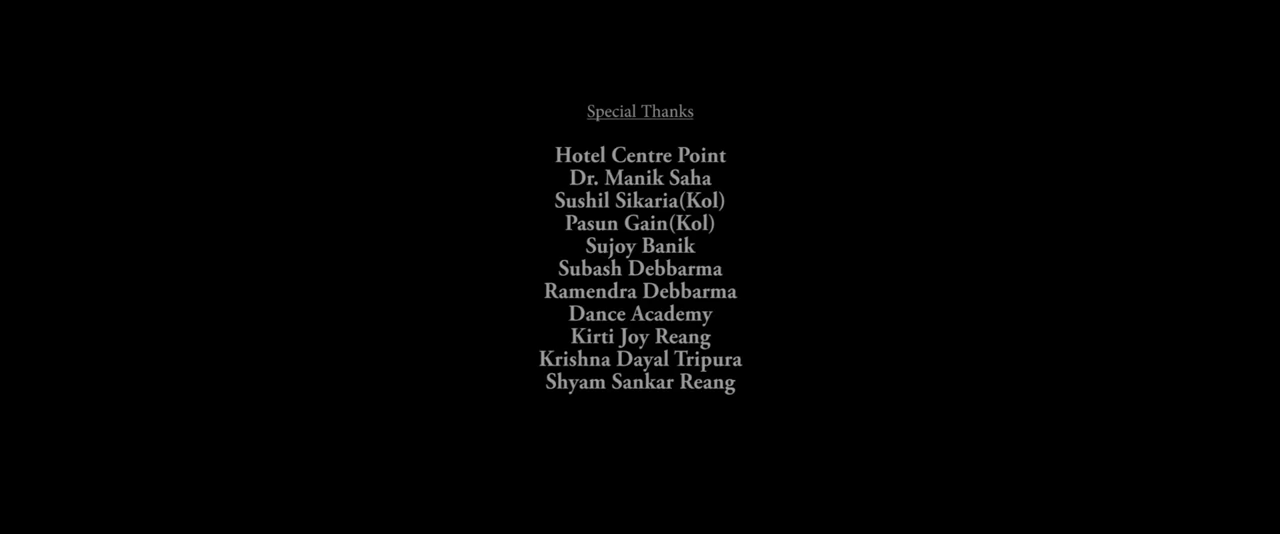 Special Thanks
Hotel Centre Point
Dr. Manik Saha
Sushil Sikaria(Kol)
Pasun Gain(Kol)
Sujoy Banik
Subash Debbarma
Ramendra Debbarma
Dance Academy
Kirti Joy Reang
Krishna Dayal Tripura
Shyam Sankar Reang